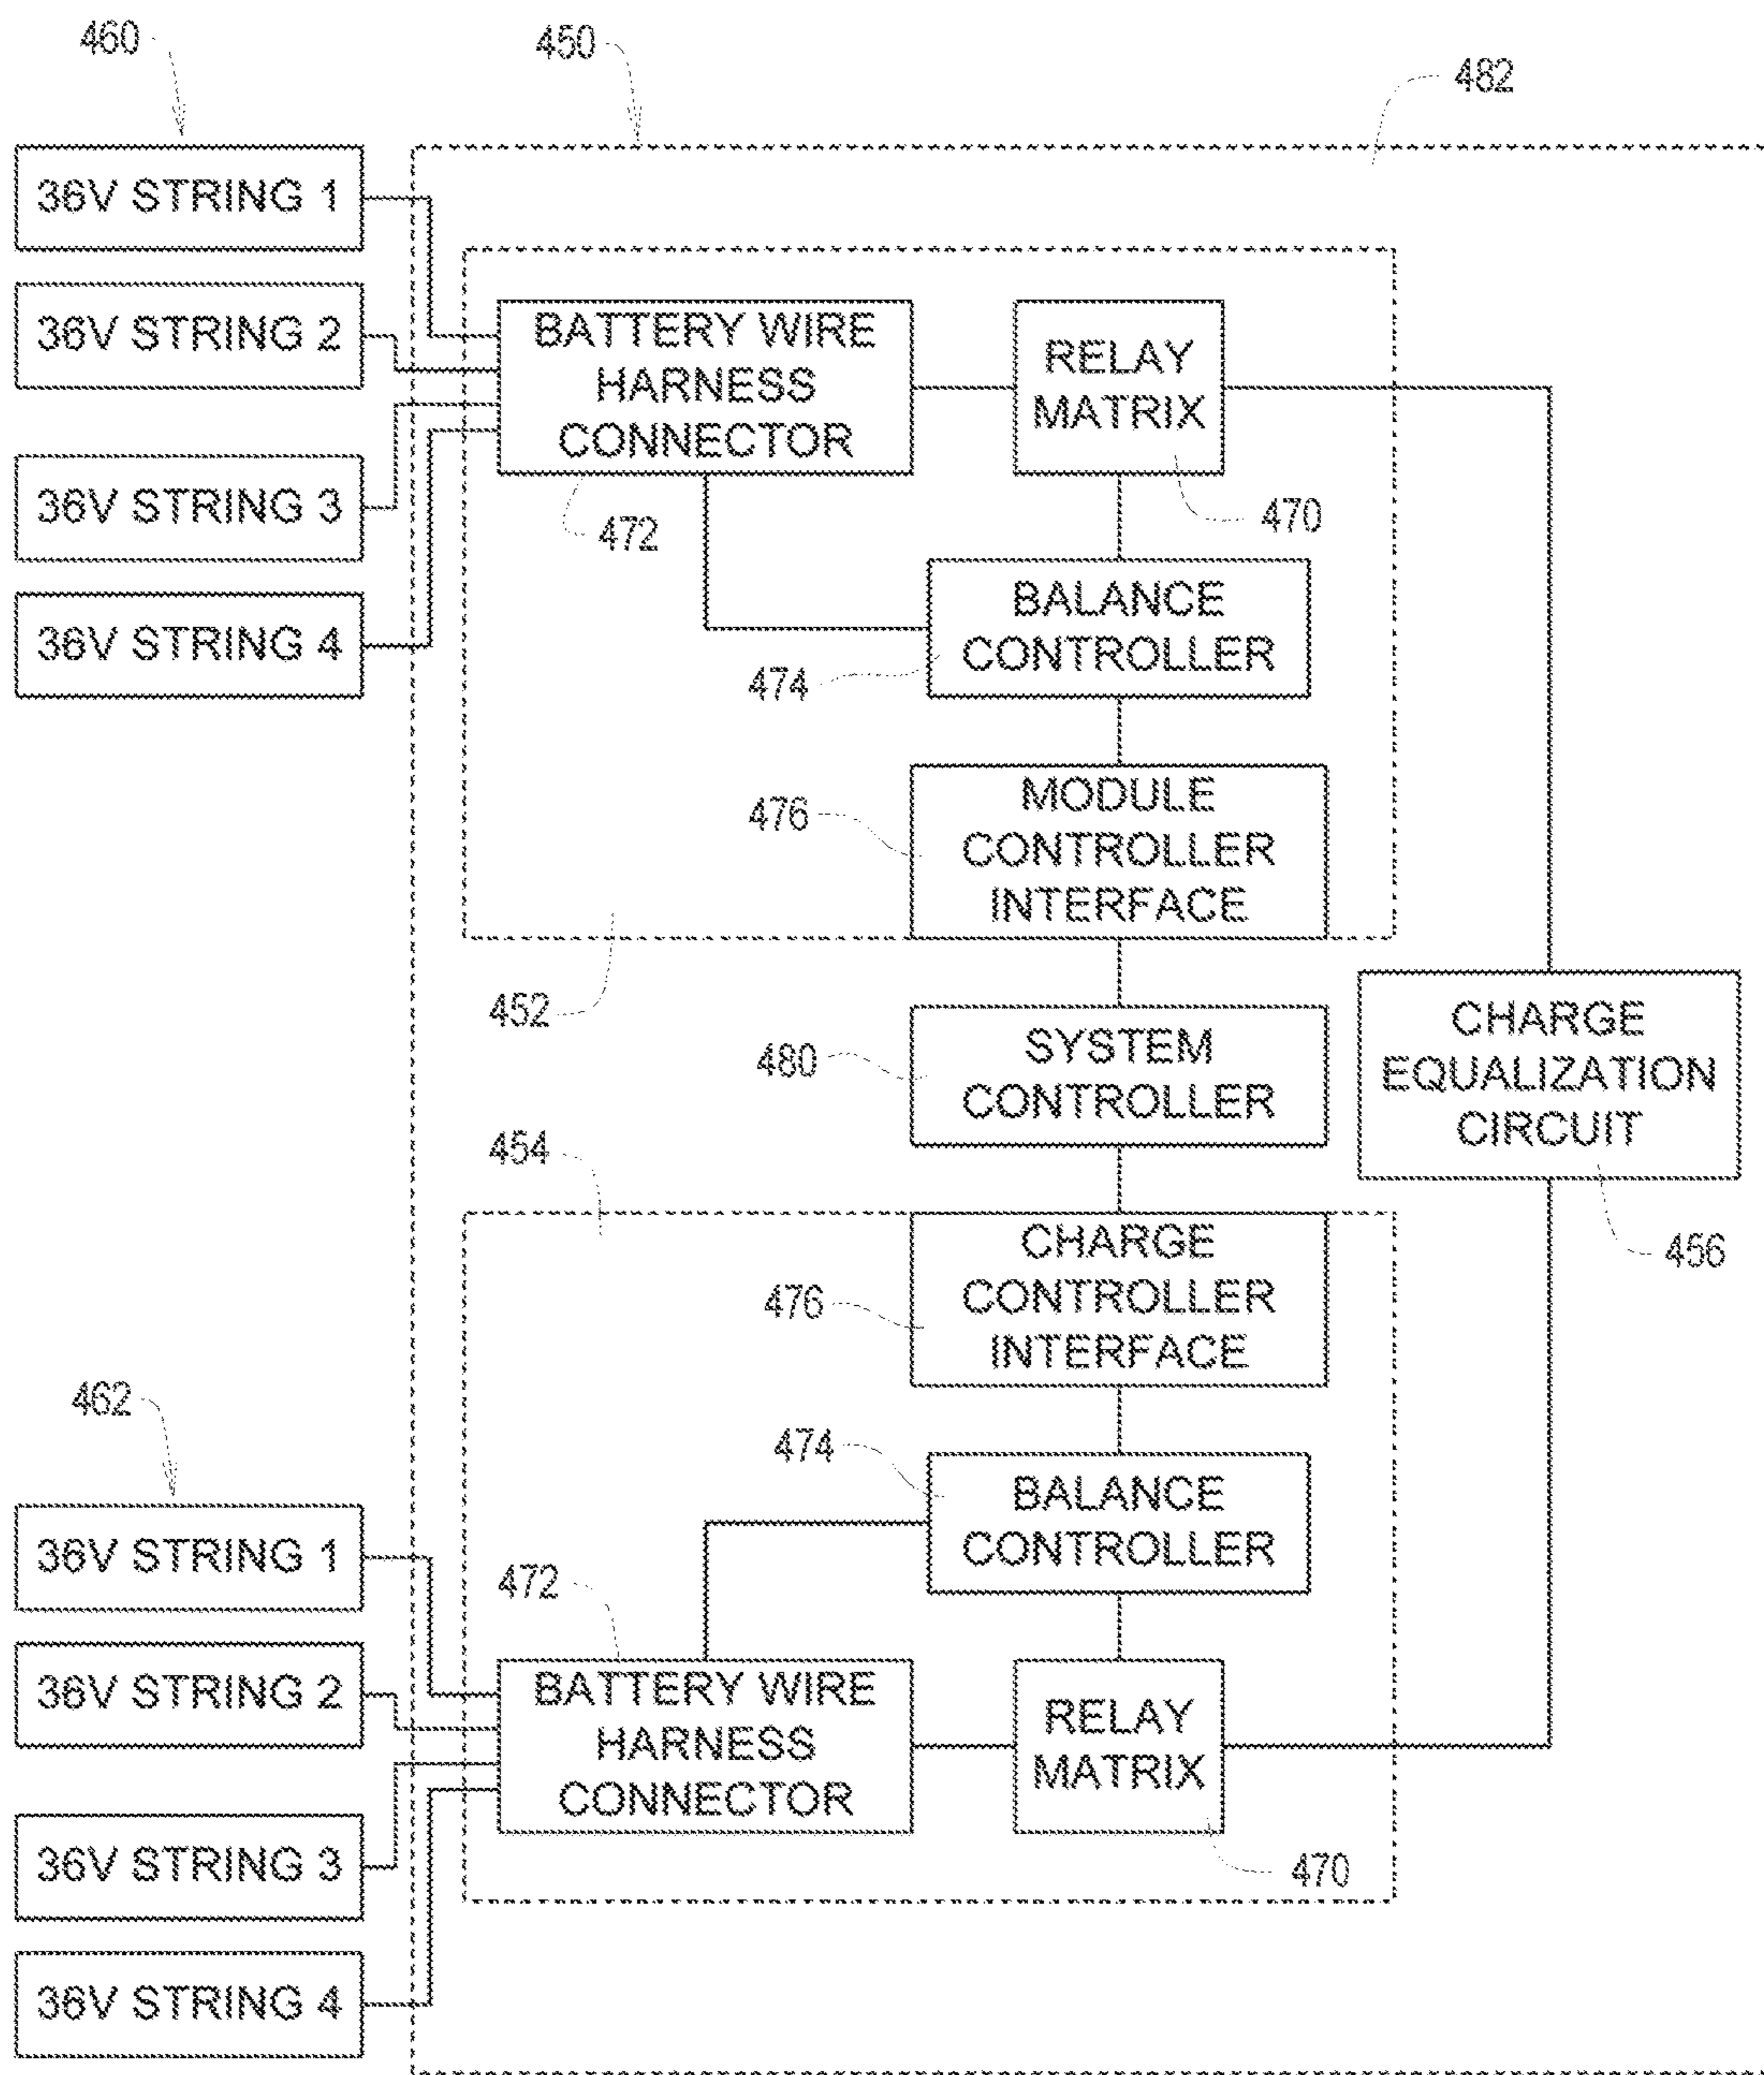 460
450
482
36V STRING 1
36V STRING 2
36V STRING 3
36V STRING 4
BATTERY WIRE
HARNESS
CONNECTOR
472
RELAY
MATRIX
470
BALANCE
CONTROLLER
474
MODULE
CONTROLLER
INTERFACE
476
452
SYSTEM
CONTROLLER
480
CHARGE
EQUALIZATION
CIRCUIT
456
454
CHARGE
CONTROLLER
INTERFACE
476
462
474
BALANCE
CONTROLLER
36V STRING 1
36V STRING 2
36V STRING 3
36V STRING 4
472
BATTERY WIRE
HARNESS
CONNECTOR
RELAY
MATRIX
470